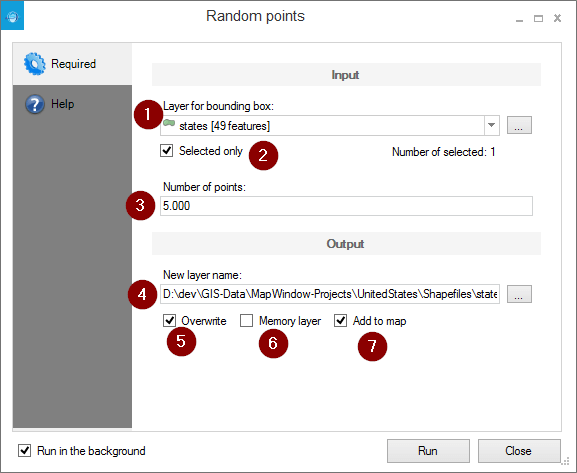 Random points
Required
Help
Input
Layer for bounding box:
1
states [49 features]
...
Selected only
2
Number of selected: 1
Number of points:
3
5.000
Output
New layer name:
4
D:\dev\GIS-Data\MapWindow-Projects\UnitedStates\Shapefiles\state
...
Overwrite
Memory layer
Add to map
5
6
7
Run in the background
Run
Close